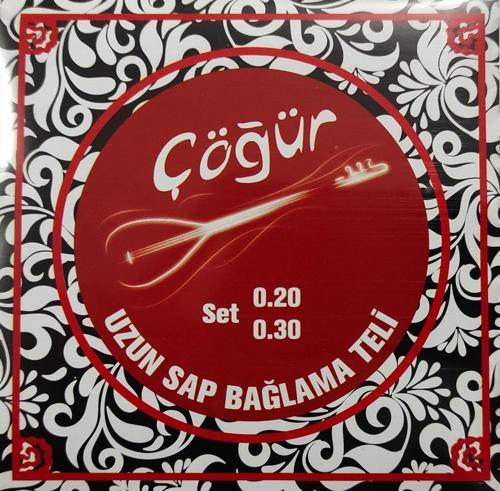 Çöğür
Set 0.20
0.30
UZUN SAP BAĞLAMA TELİ